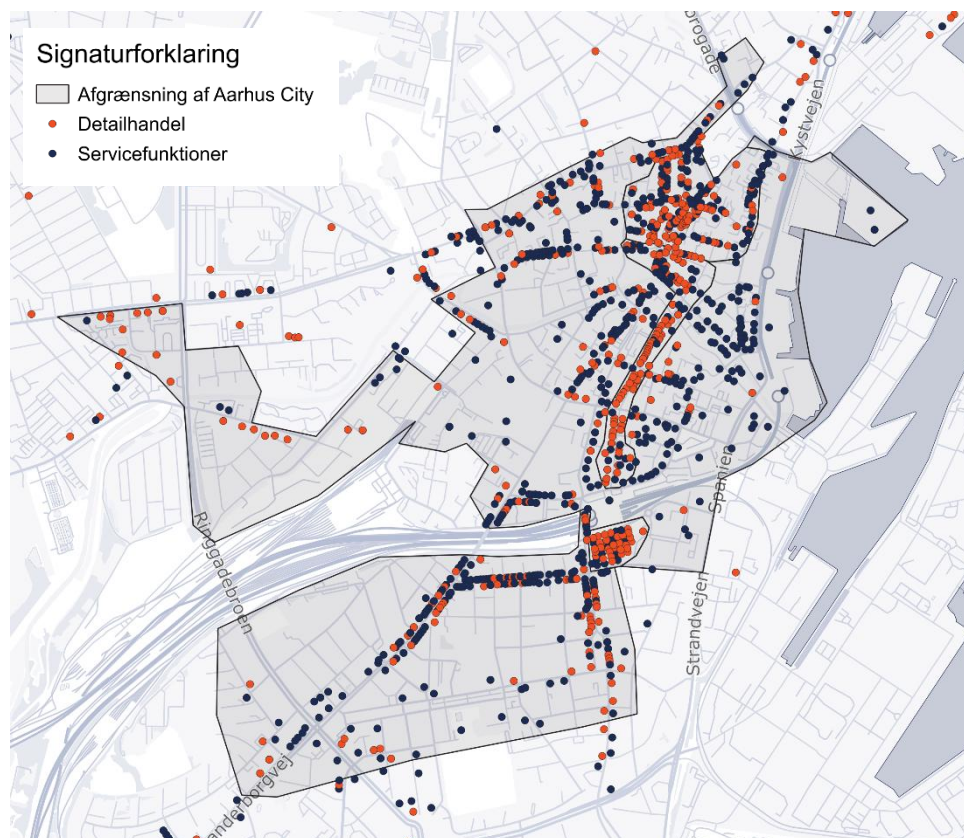 Signaturforklaring
Afgrænsning af Aarhus City
Detailhandel
Servicefunktioner
Kystvejen
Spanien
Ringgadebroen
Strandvejen